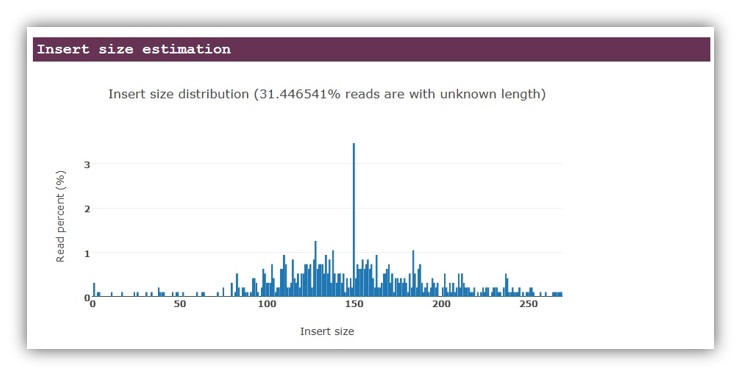 Insert size estimation
Insert size distribution (31.446541% reads are with unknown length)
Read percent (%)
3
2
1
0
0 50 100 150 200 250
Insert size